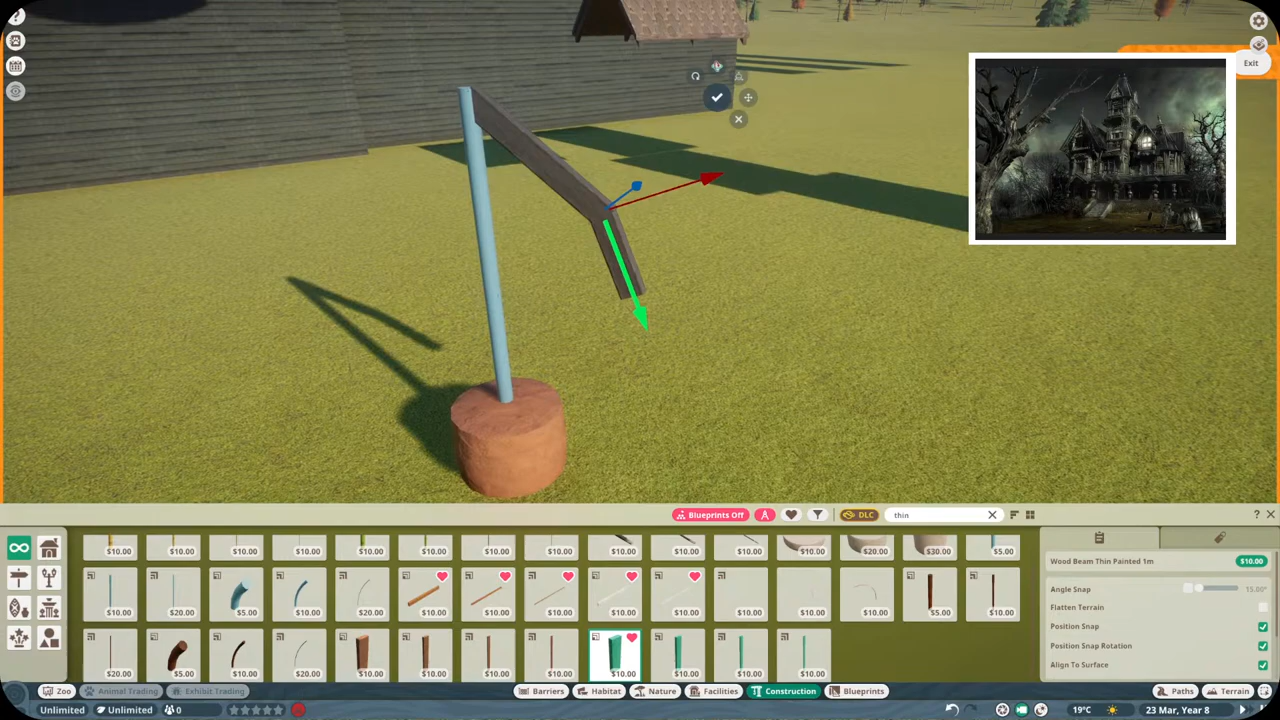 ?
Exit
Blueprints Off
DLC
thin
?
$10.00 $10.00 $10.00 $10.00 $10.00 $10.00 $10.00 $10.00 $10.00 $10.00 $10.00 $10.00 $20.00 $30.00 $5.00
$10.00 $20.00 $5.00 $10.00 $20.00 $10.00 $10.00 $10.00 $10.00 $10.00 $10.00 $10.00 $10.00 $5.00 $10.00
$20.00 $5.00 $10.00 $20.00 $10.00 $10.00 $10.00 $10.00 $10.00 $10.00 $10.00 $10.00
Wood Beam Thin Painted 1m $10.00
Angle Snap 15.00°
Flatten Terrain
Position Snap
Position Snap Rotation
Align To Surface
Zoo Animal Trading Exhibit Trading Barriers Habitat Nature Facilities Construction Blueprints Paths Terrain
Unlimited Unlimited 0 19°C 23 Mar, Year 8